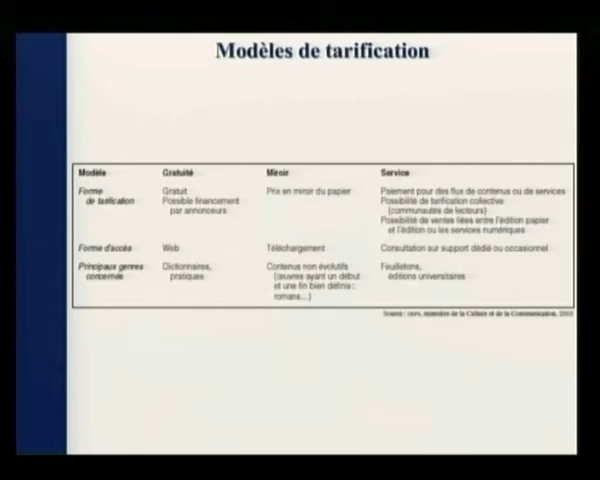 Modèles de tarification
Modèle Gratuité Miroir Service
Forme de tarification
Gratuit
Possible financement
par annonceurs
Prix en miroir du papier
Paiement pour des flux de contenus ou de services
Possibilité de tarification collective
(communautés de lecteurs)
Possibilité de ventes liées entre l'édition papier
et l'édition ou les services numériques
Forme d'accès Web Téléchargement Consultation sur support dédié ou occasionnel
Principaux genres
concernés
Dictionnaires,
pratiques
Contenus non évolutifs
(œuvres ayant un début
et une fin bien définis :
romans...)
Feuilletons,
éditions universitaires
Source : ministère de la Culture et de la Communication, 2010